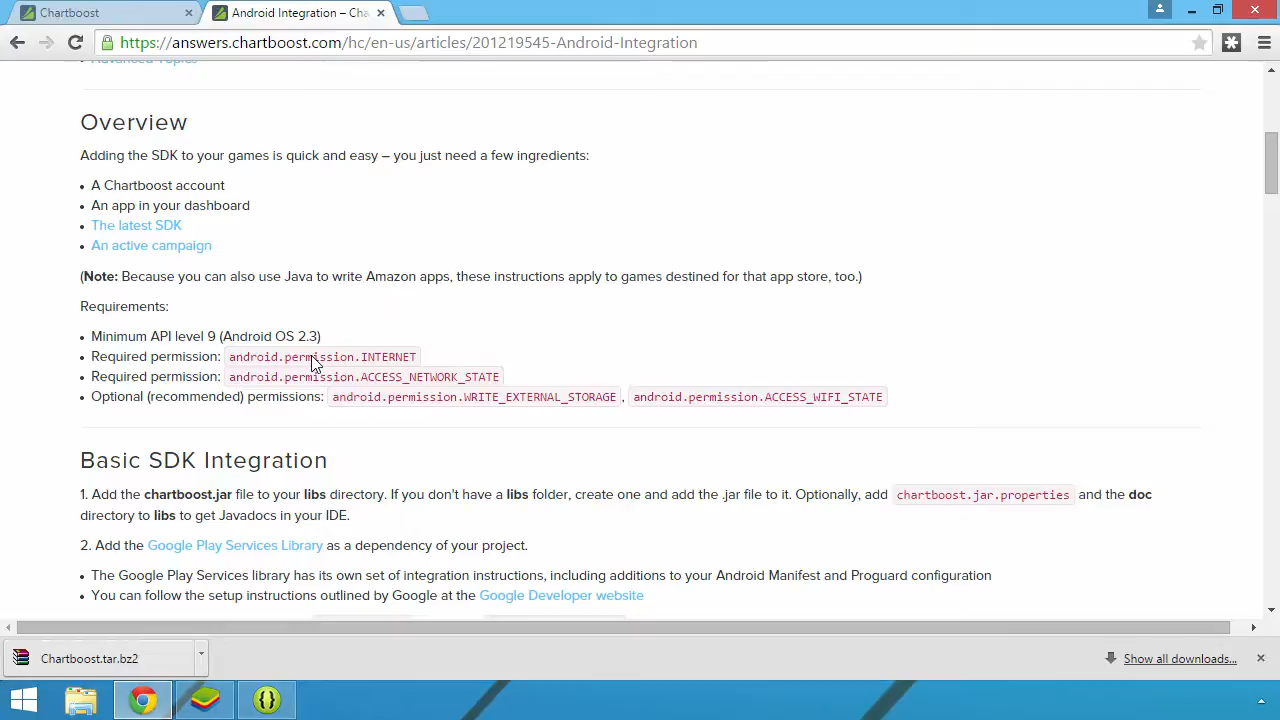 Chartboost
Android Integration – Cha
https://answers.chartboost.com/hc/en-us/articles/201219545-Android-Integration
Advanced Topics
Overview
Adding the SDK to your games is quick and easy – you just need a few ingredients:
• A Chartboost account
• An app in your dashboard
• The latest SDK
• An active campaign
(Note: Because you can also use Java to write Amazon apps, these instructions apply to games destined for that app store, too.)
Requirements:
• Minimum API level 9 (Android OS 2.3)
• Required permission: android.permission.INTERNET
• Required permission: android.permission.ACCESS_NETWORK_STATE
• Optional (recommended) permissions: android.permission.WRITE_EXTERNAL_STORAGE, android.permission.ACCESS_WIFI_STATE
Basic SDK Integration
1. Add the chartboost.jar file to your libs directory. If you don't have a libs folder, create one and add the .jar file to it. Optionally, add chartboost.jar.properties and the doc
directory to libs to get Javadocs in your IDE.
2. Add the Google Play Services Library as a dependency of your project.
• The Google Play Services library has its own set of integration instructions, including additions to your Android Manifest and Proguard configuration
• You can follow the setup instructions outlined by Google at the Google Developer website
Chartboost.tar.bz2
Show all downloads...